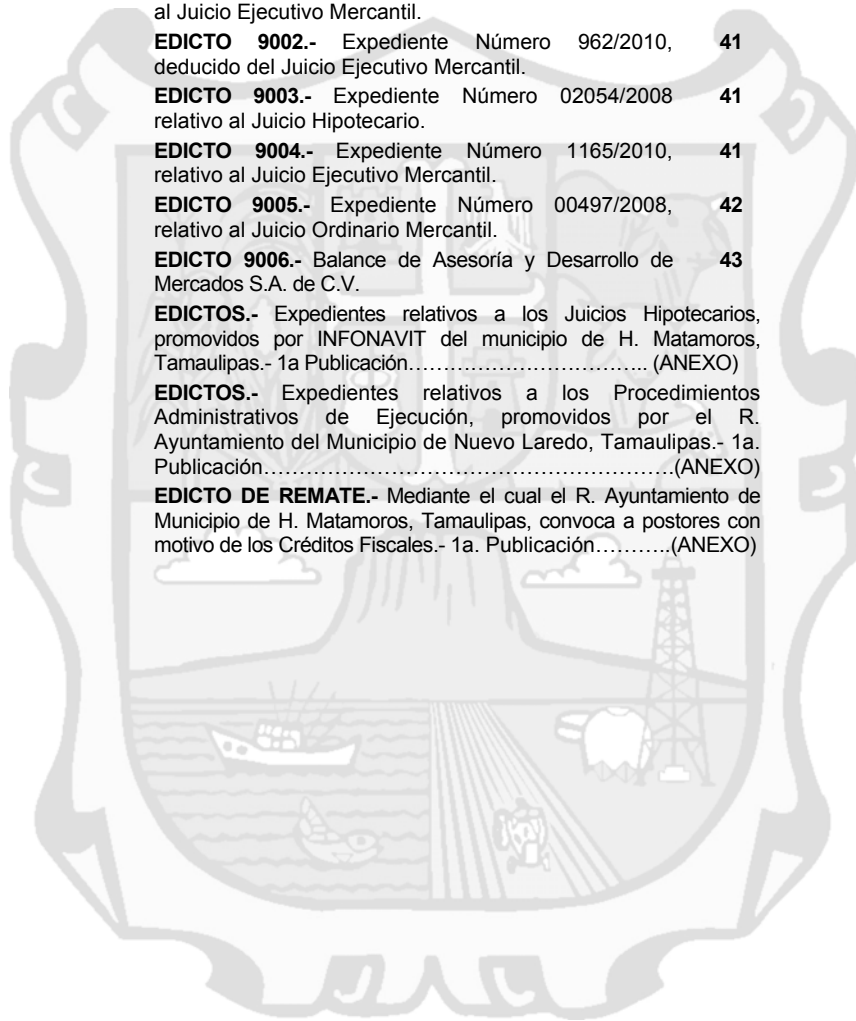 al Juicio Ejecutivo Mercantil.
EDICTO 9002.- Expediente Número 962/2010, 41
deducido del Juicio Ejecutivo Mercantil.
EDICTO 9003.- Expediente Número 02054/2008 41
relativo al Juicio Hipotecario.
EDICTO 9004.- Expediente Número 1165/2010, 41
relativo al Juicio Ejecutivo Mercantil.
EDICTO 9005.- Expediente Número 00497/2008, 42
relativo al Juicio Ordinario Mercantil.
EDICTO 9006.- Balance de Asesoría y Desarrollo de 43
Mercados S.A. de C.V.
EDICTOS.- Expedientes relativos a los Juicios Hipotecarios,
promovidos por INFONAVIT del municipio de H. Matamoros,
Tamaulipas.- 1a Publicación…………………………….. (ANEXO)
EDICTOS.- Expedientes relativos a los Procedimientos
Administrativos de Ejecución, promovidos por el R.
Ayuntamiento del Municipio de Nuevo Laredo, Tamaulipas.- 1a.
Publicación……………………………………………….(ANEXO)
EDICTO DE REMATE.- Mediante el cual el R. Ayuntamiento de
Municipio de H. Matamoros, Tamaulipas, convoca a postores con
motivo de los Créditos Fiscales.- 1a. Publicación………..(ANEXO)